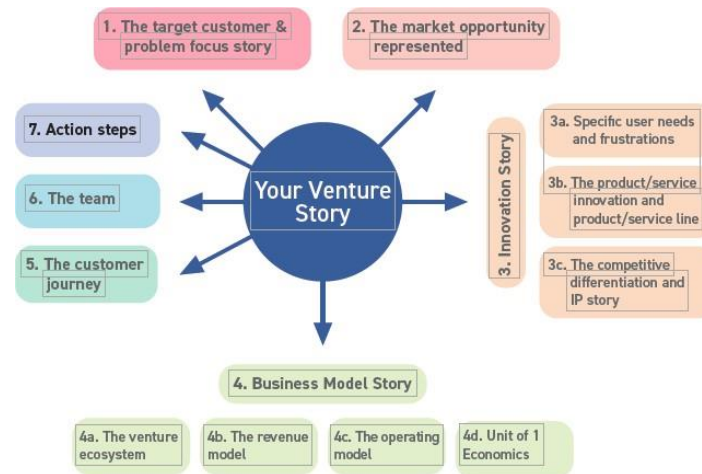 1. The target customer &
problem focus story
2. The market opportunity
represented
7. Action steps
6. The team
5. The customer
journey
Your Venture
Story
3. Innovation Story
3a. Specific user needs
and frustrations
3b. The product/service
innovation and
product/service line
3c. The competitive
differentiation and
IP story
4. Business Model Story
4a. The venture
ecosystem
4b. The revenue
model
4c. The operating
model
4d. Unit of 1
Economics